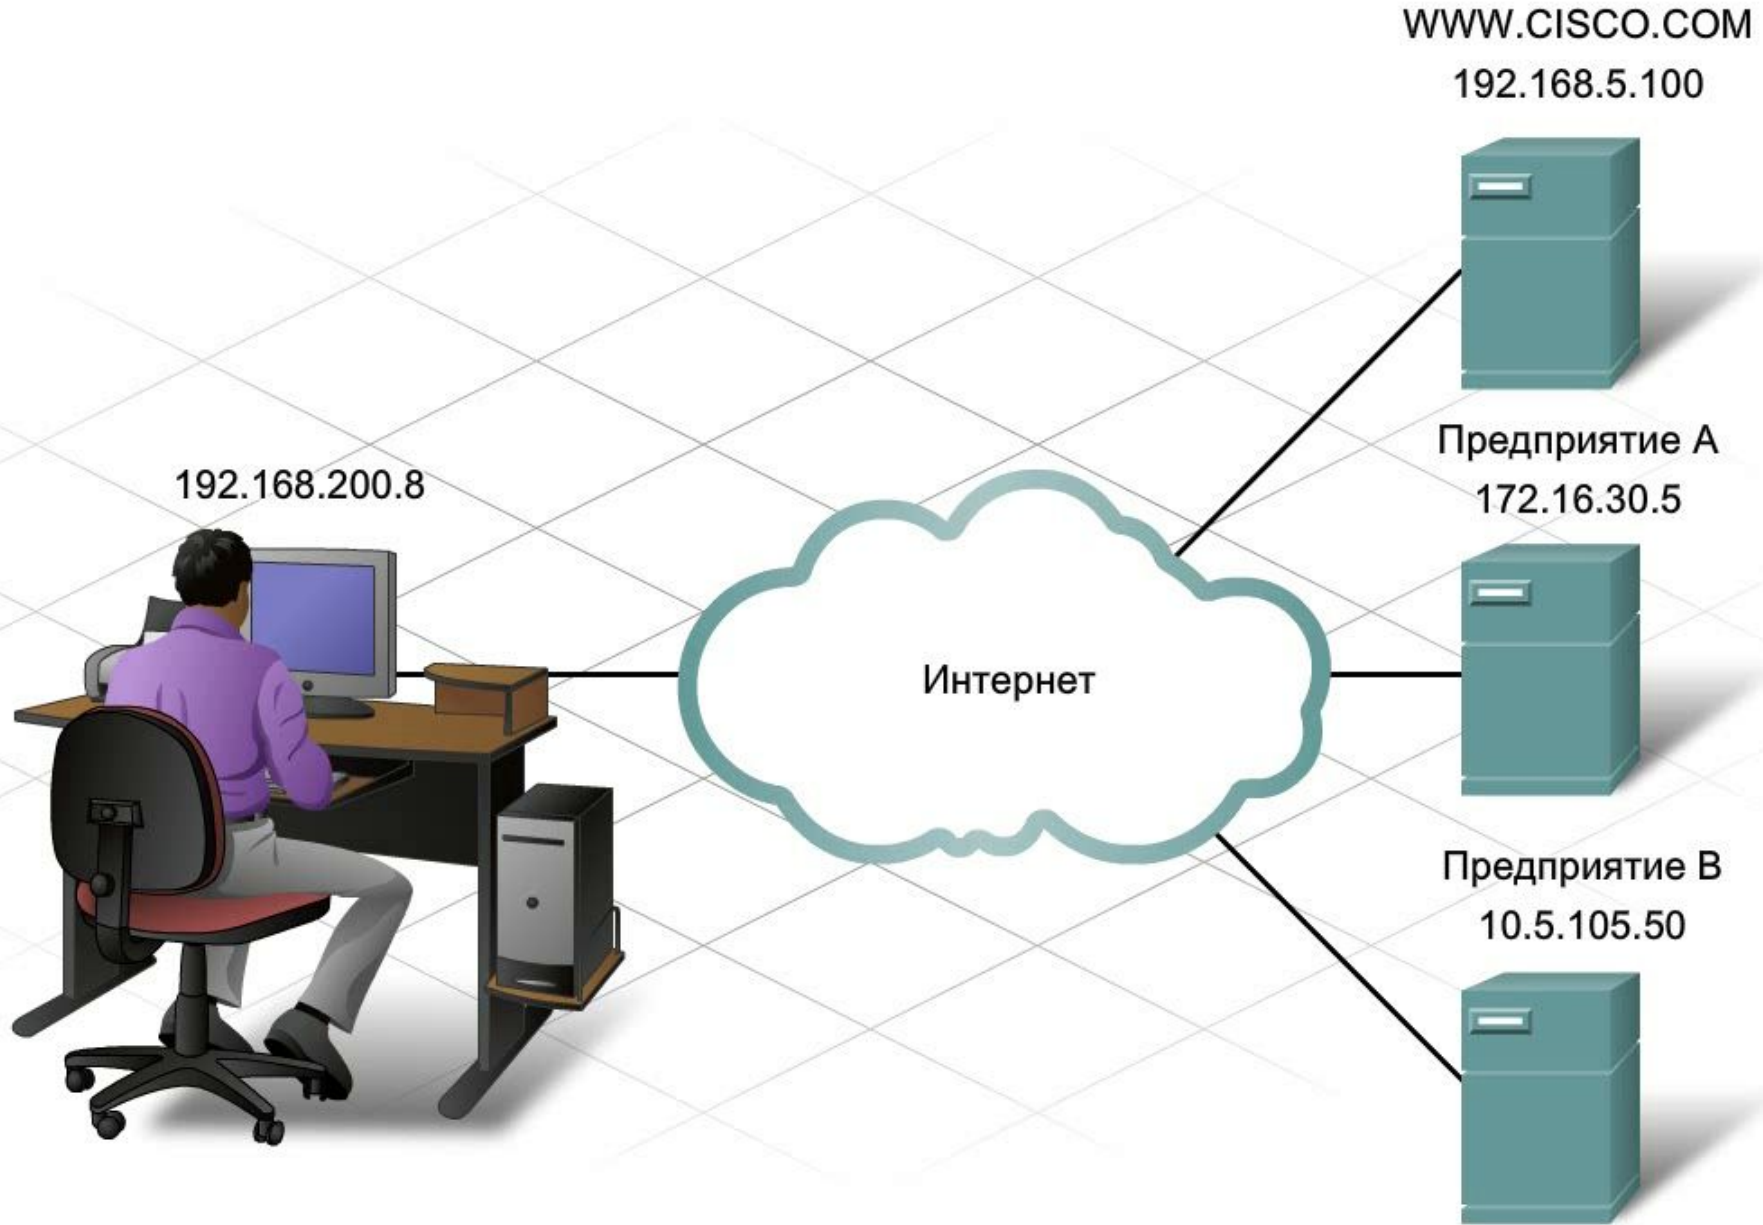 WWW.CISCO.COM
192.168.5.100
Предприятие А
172.16.30.5
192.168.200.8
Интернет
Предприятие В
10.5.105.50